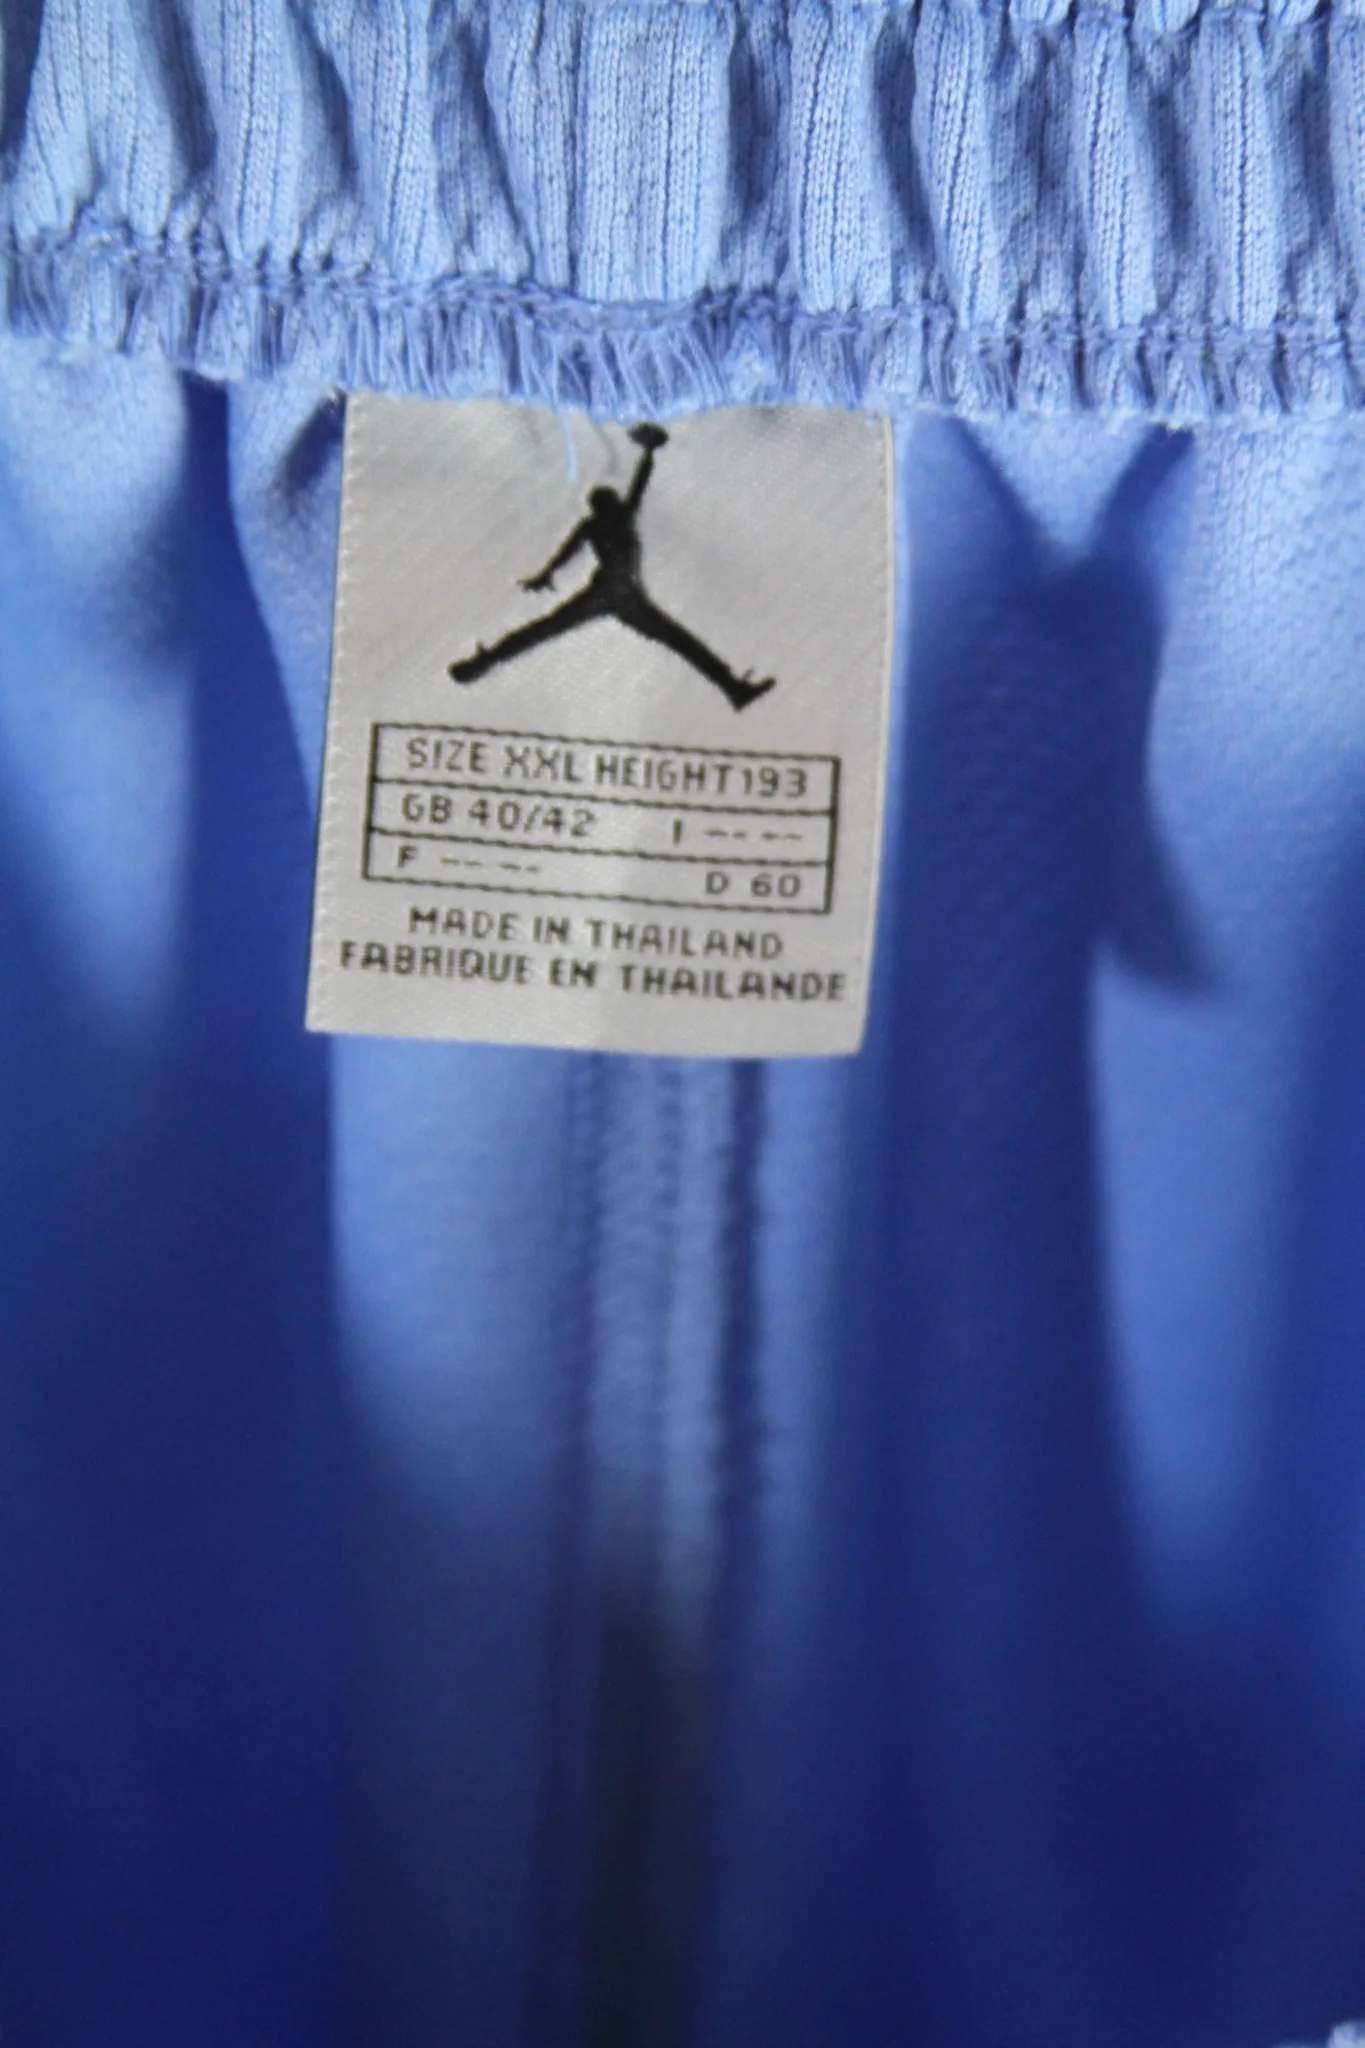 SIZE XXL HEIGHT 193
GB 40/42 I -- --
F -- -- D 60
MADE IN THAILAND
FABRIQUE EN THAILANDE